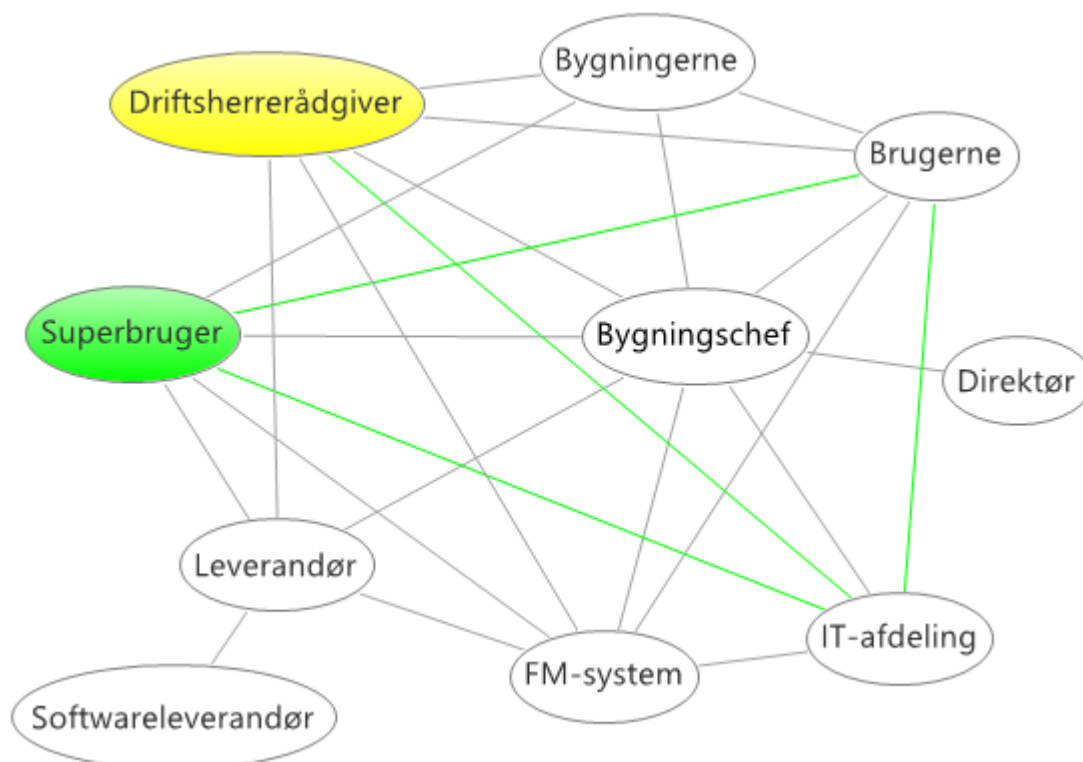 Bygningerne
Driftsherrerådgiver
Brugerne
Superbruger
Bygningschef
Direktør
Leverandør
IT-afdeling
FM-system
Softwareleverandør